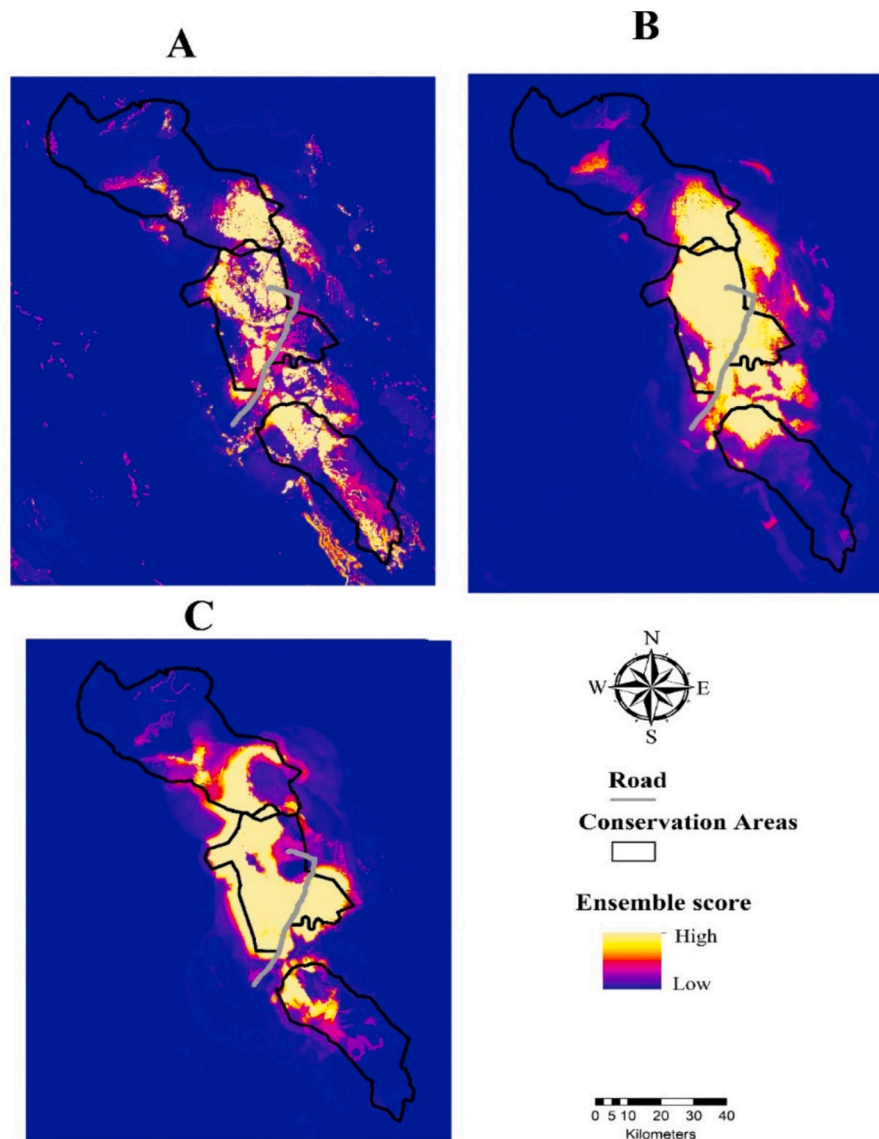 A
B
C
N
W E
S
Road
Conservation Areas
Ensemble score
High
Low
0 5 10 20 30 40
Kilometers